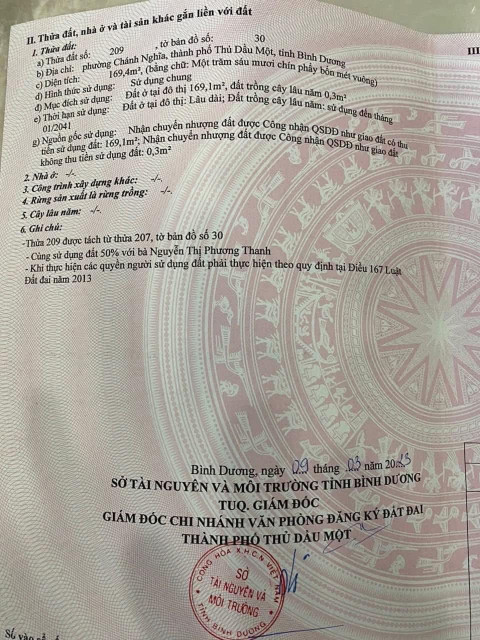 II. Thửa đất, nhà ở và tài sản khác gắn liền với đất
III
1. Thửa đất:
a) Thửa đất số: 209 , tờ bản đồ số: 30
b) Địa chỉ: phường Chánh Nghĩa, thành phố Thủ Dầu Một, tỉnh Bình Dương
c) Diện tích: 169,4m², (bằng chữ: Một trăm sáu mươi chín phẩy bốn mét vuông)
d) Hình thức sử dụng: Sử dụng chung
đ) Mục đích sử dụng: Đất ở tại đô thị 169,1m², đất trồng cây lâu năm 0,3m²
e) Thời hạn sử dụng: Đất ở tại đô thị: Lâu dài; Đất trồng cây lâu năm: sử dụng đến tháng
01/2041
g) Nguồn gốc sử dụng: Nhận chuyển nhượng đất được Công nhận QSDĐ như giao đất có thu
tiền sử dụng đất: 169,1m²; Nhận chuyển nhượng đất được Công nhận QSDĐ như giao đất
không thu tiền sử dụng đất: 0,3m²
2. Nhà ở: -/-.
3. Công trình xây dựng khác: -/-.
4. Rừng sản xuất là rừng trồng: -/-.
5. Cây lâu năm: -/-.
6. Ghi chú:
-Thửa 209 được tách từ thửa 207, tờ bản đồ số 30
- Cùng sử dụng đất 50% với bà Nguyễn Thị Phương Thanh
- Khi thực hiện các quyền người sử dụng đất phải thực hiện theo quy định tại Điều 167 Luật
Đất đai năm 2013
Bình Dương, ngày 09 tháng 03 năm 2023
SỞ TÀI NGUYÊN VÀ MÔI TRƯỜNG TỈNH BÌNH DƯƠNG
TUQ. GIÁM ĐỐC
GIÁM ĐỐC CHI NHÁNH VĂN PHÒNG ĐĂNG KÝ ĐẤT ĐAI
THÀNH PHỐ THỦ DẦU MỘT
CỘNG HÒA X.H.C.N VIỆT NAM
SỞ
TÀI NGUYÊN VÀ
MÔI TRƯỜNG
TỈNH BÌNH DƯƠNG
Số vào sổ